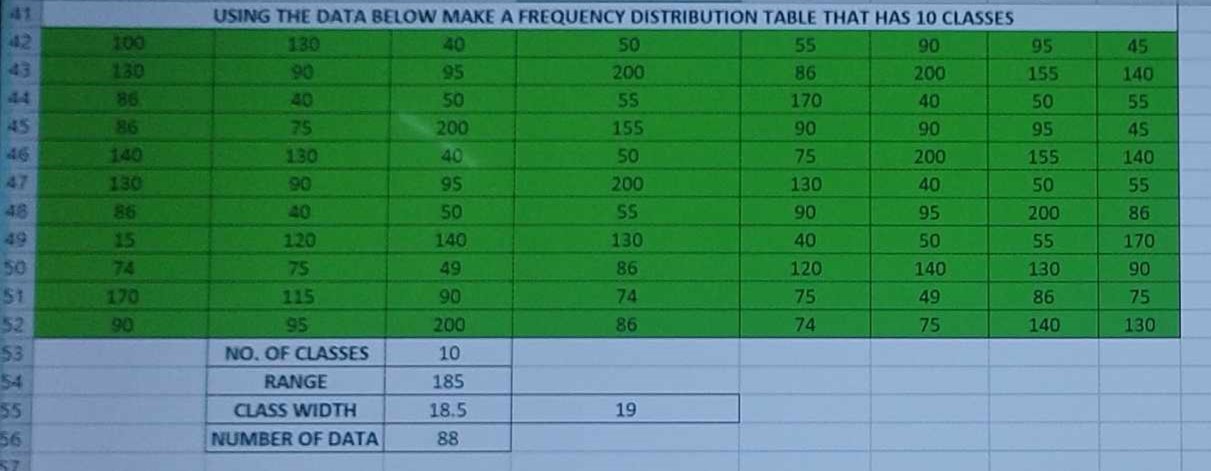 41 USING THE DATA BELOW MAKE A FREQUENCY DISTRIBUTION TABLE THAT HAS 10 CLASSES
42 100 130 40 50 55 90 95 45
43 130 90 95 200 86 200 155 140
44 86 40 50 55 170 40 50 55
45 86 75 200 155 90 90 95 45
46 140 130 40 50 75 200 155 140
47 130 90 95 200 130 40 50 55
48 86 40 50 55 90 95 200 86
49 15 120 140 130 40 50 55 170
50 74 75 49 86 120 140 130 90
51 170 115 90 74 75 49 86 75
52 90 95 200 86 74 75 140 130
53 NO. OF CLASSES 10
54 RANGE 185
55 CLASS WIDTH 18.5 19
56 NUMBER OF DATA 88
57